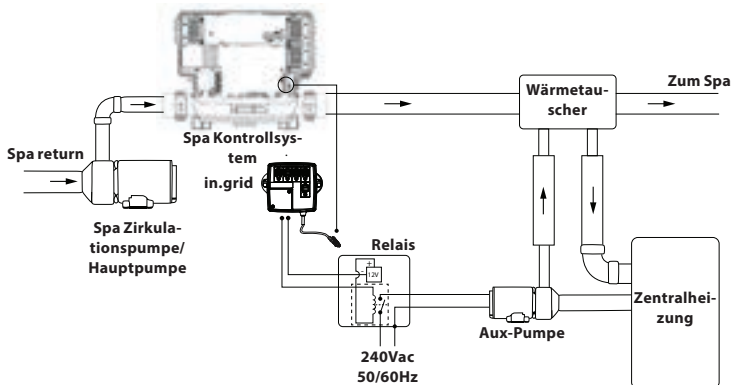 Zum Spa
Wärmetau-
scher
Spa Kontrollsys-
tem
Spa return
in.grid
Spa Zirkula-
tionspumpe/
Hauptpumpe
Relais
+
-
12V
Zentralhei-
zung
Aux-Pumpe
240Vac
50/60Hz